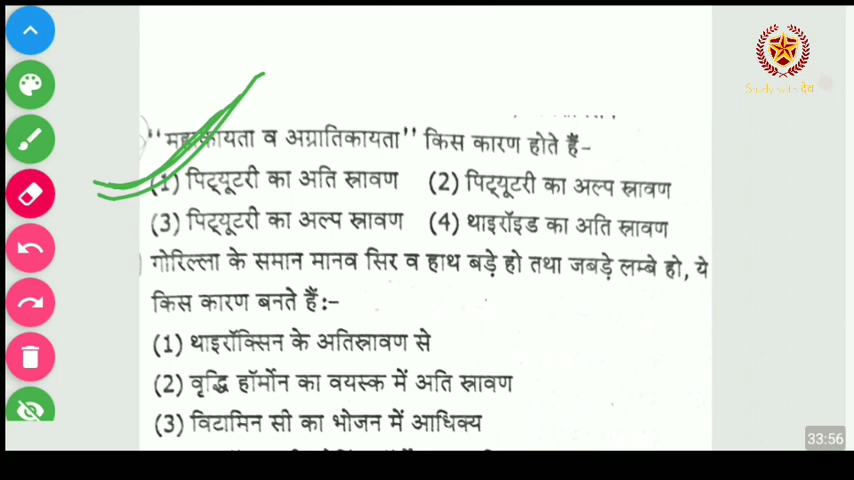 Study with देव
"महाकायता व अग्रातिकायता" किस कारण होते हैं-
(1) पिट्यूटरी का अति स्रावण (2) पिट्यूटरी का अल्प स्रावण
(3) पिट्यूटरी का अल्प स्रावण (4) थाइरॉइड का अति स्रावण
गोरिल्ला के समान मानव सिर व हाथ बड़े हो तथा जबड़े लम्बे हो, ये
किस कारण बनते हैं:-
(1) थाइरॉक्सिन के अतिस्रावण से
(2) वृद्धि हॉर्मोन का वयस्क में अति स्रावण
(3) विटामिन सी का भोजन में आधिक्य
33:56